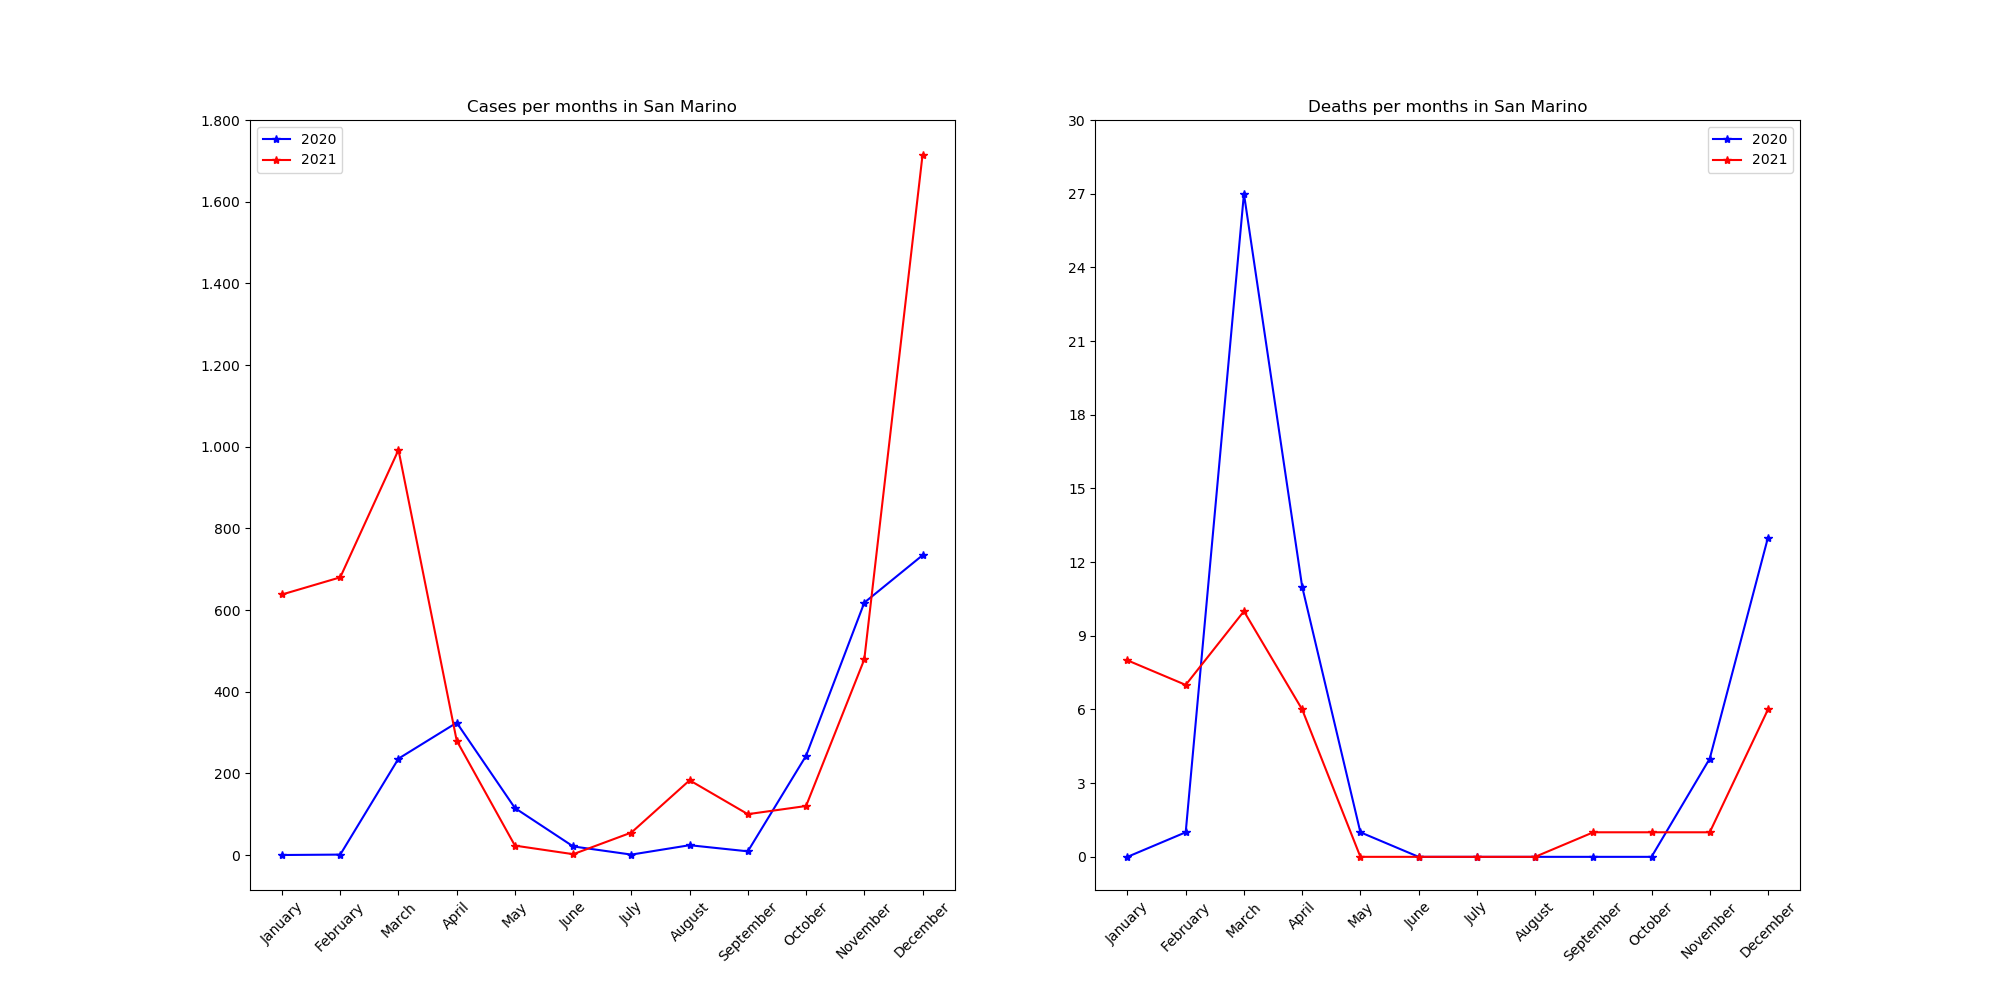 Cases per months in San Marino
1.800
1.600
1.400
1.200
1.000
800
600
400
200
0
2020
2021
January
February
March
April
May
June
July
August
September
October
November
December
Deaths per months in San Marino
30
27
24
21
18
15
12
9
6
3
0
2020
2021
January
February
March
April
May
June
July
August
September
October
November
December